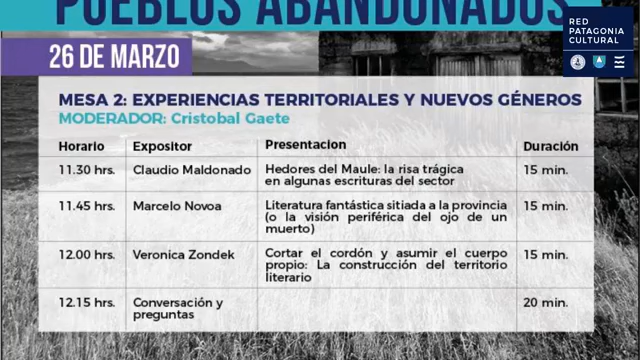 PUEBLOS ABANDONADOS
RED
PATAGONIA
CULTURAL
26 DE MARZO
MESA 2: EXPERIENCIAS TERRITORIALES Y NUEVOS GÉNEROS
MODERADOR: Cristobal Gaete
Horario Expositor Presentacion Duración
11.30 hrs. Claudio Maldonado Hedores del Maule: la risa trágica 15 min.
en algunas escrituras del sector
11.45 hrs. Marcelo Novoa Literatura fantástica sitiada a la provincia 15 min.
(o la visión periférica del ojo de un
muerto)
12.00 hrs. Veronica Zondek Cortar el cordón y asumir el cuerpo 15 min.
propio: La construcción del territorio
literario
12.15 hrs. Conversación y 20 min.
preguntas